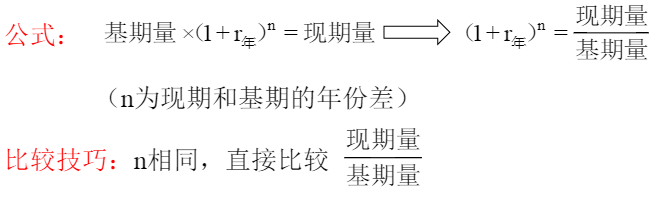 公式： 基期量×(1+r年)^n=现期量 ⇒ (1+r年)^n=现期量/基期量
（n为现期和基期的年份差）
比较技巧：n相同，直接比较 现期量/基期量